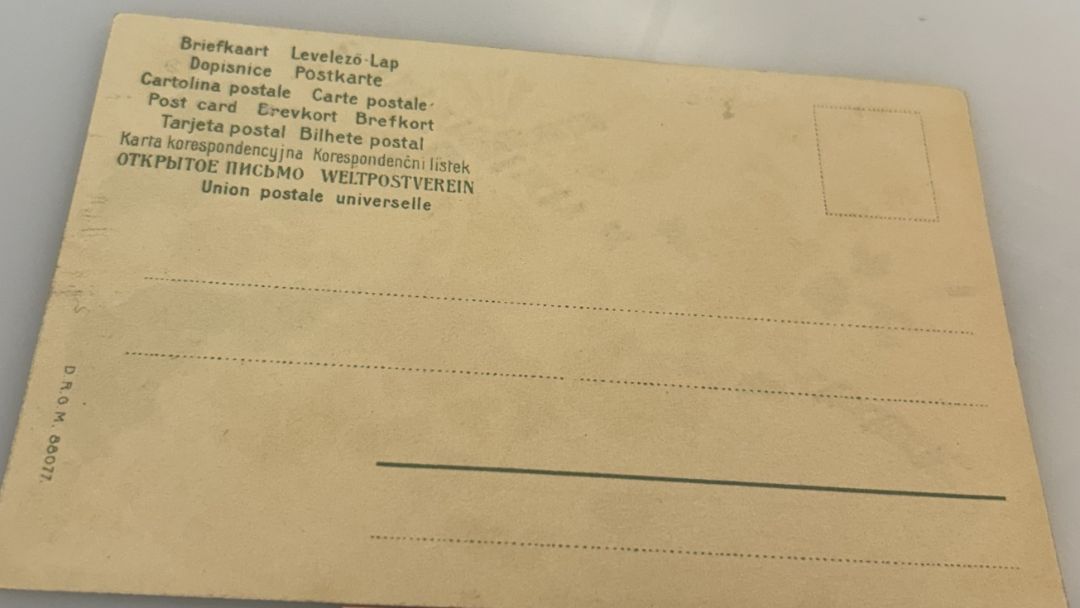 Briefkaart Levelező-Lap
Dopisnice Postkarte
Cartolina postale Carte postale
Post card Brevkort Brefkort
Tarjeta postal Bilhete postal
Karta korespondencyjna Korespondenční lístek
ОТКРЫТОЕ ПИСЬМО WELTPOSTVEREIN
Union postale universelle
D.R.G.M. 88077.